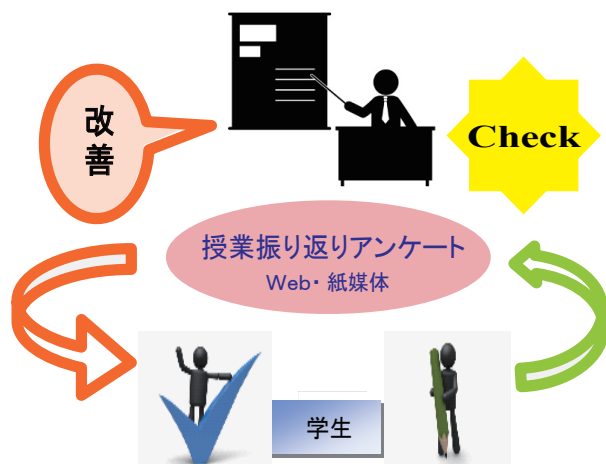 改
善
Check
授業振り返りアンケート
Web・紙媒体
学生